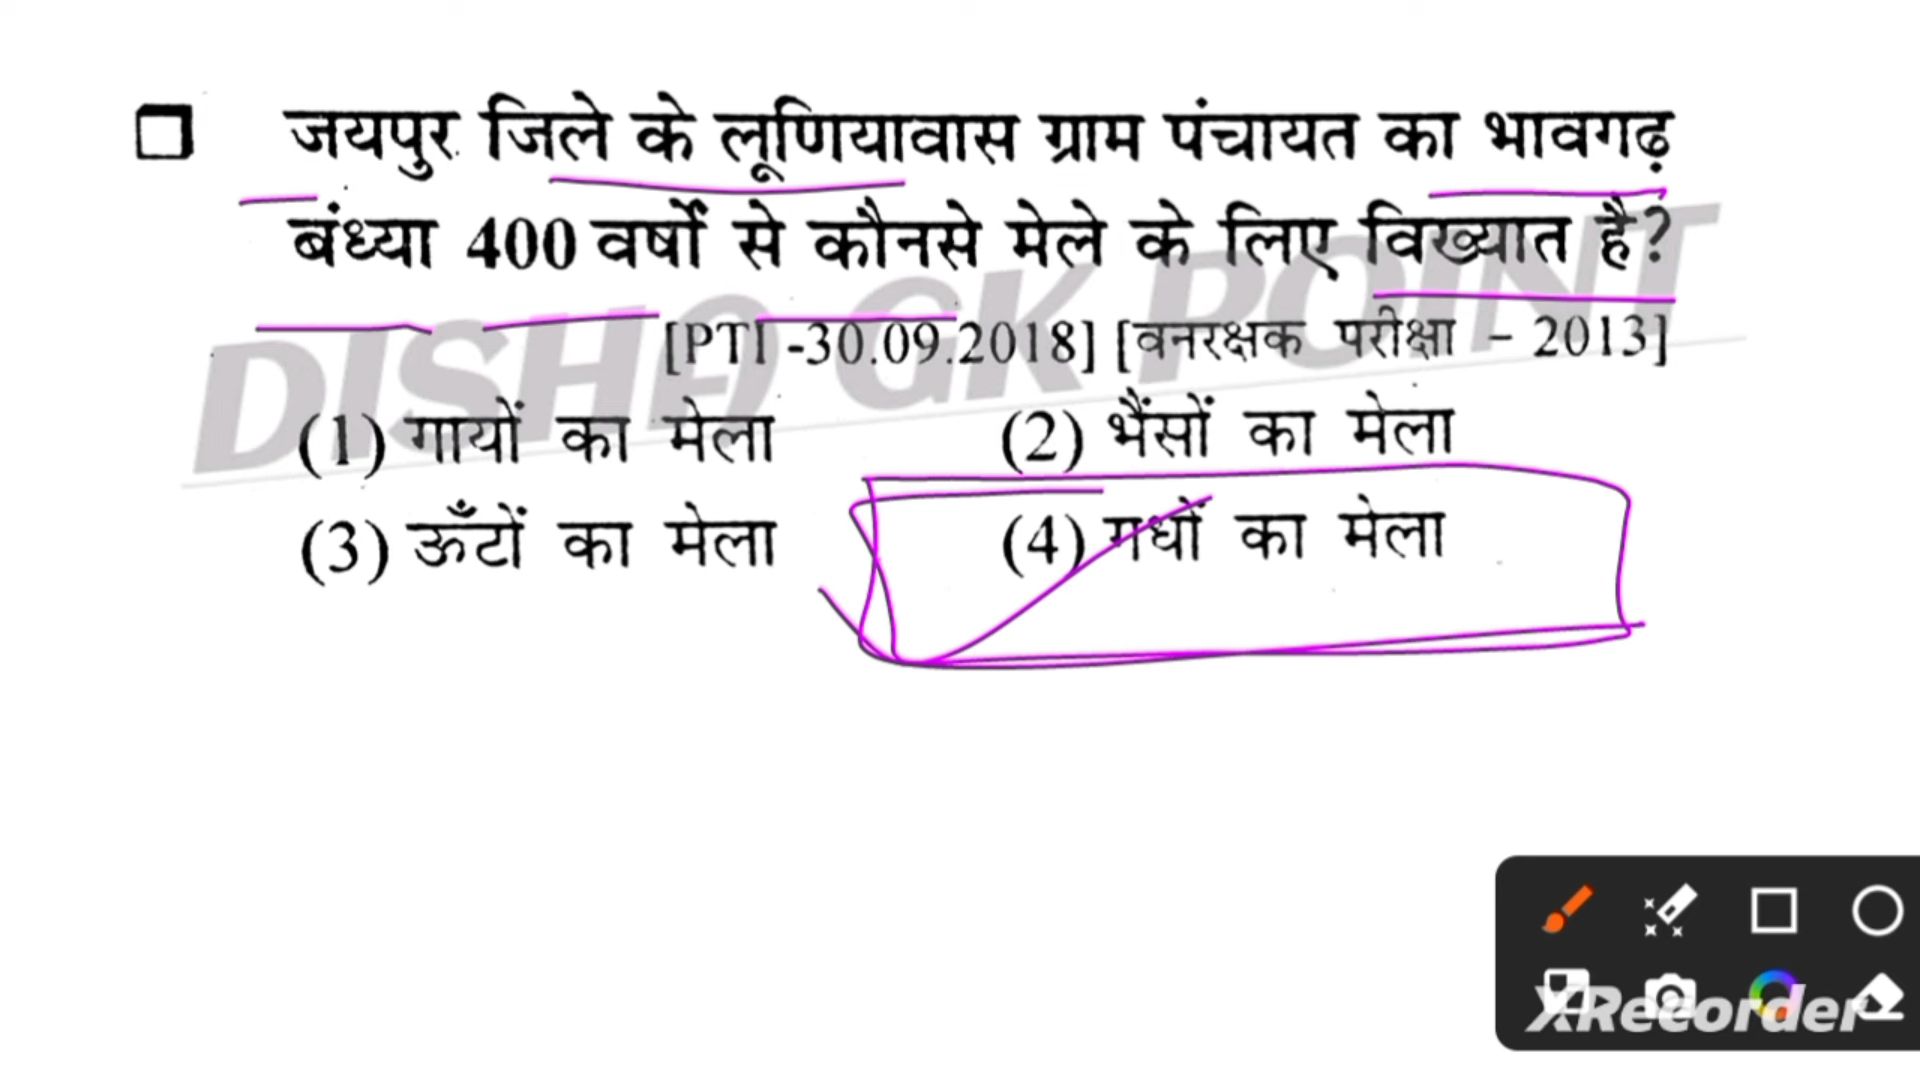 जयपुर जिले के लूणियावास ग्राम पंचायत का भावगढ़
बंध्या 400 वर्षों से कौनसे मेले के लिए विख्यात है?
[PTI -30.09.2018] [वनरक्षक परीक्षा – 2013]
(1) गायों का मेला (2) भैंसों का मेला
(3) ऊँटों का मेला (4) गधों का मेला
DISHA GK POINT
XRecorder